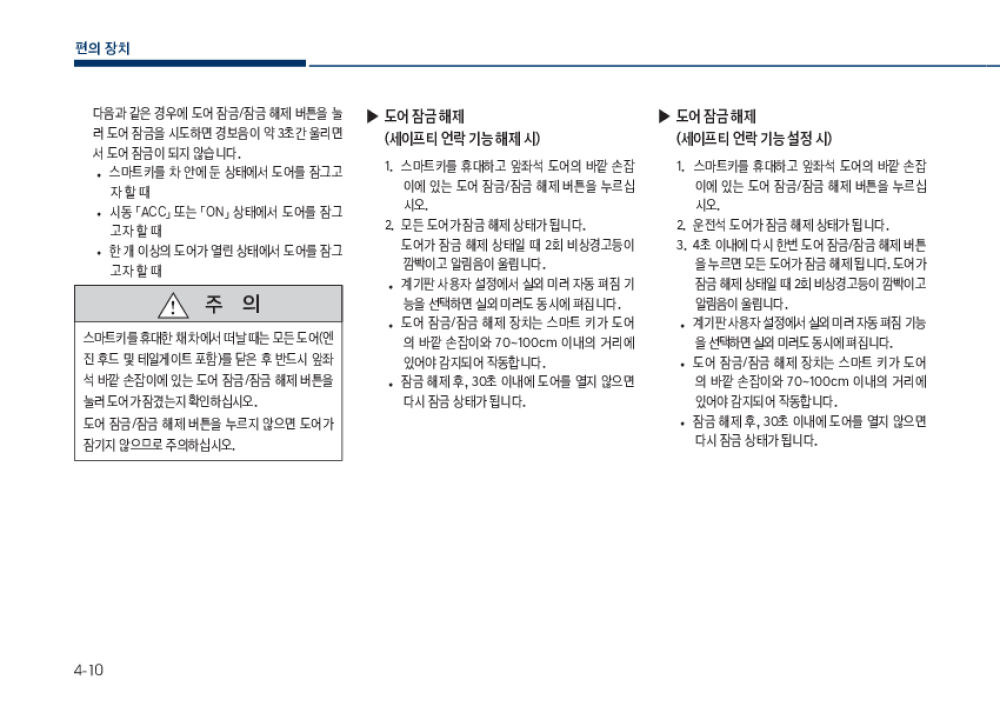 편의 장치
다음과 같은 경우에 도어 잠금/잠금 해제 버튼을 눌
러 도어 잠금을 시도하면 경보음이 약 3초간 울리면
서 도어 잠금이 되지 않습니다.
• 스마트키를 차 안에 둔 상태에서 도어를 잠그고
자 할 때
• 시동 「ACC」 또는 「ON」 상태에서 도어를 잠그
고자 할 때
• 한 개 이상의 도어가 열린 상태에서 도어를 잠그
고자 할 때
주 의
스마트키를 휴대한 채 차에서 떠날 때는 모든 도어(엔
진 후드 및 테일게이트 포함)를 닫은 후 반드시 앞좌
석 바깥 손잡이에 있는 도어 잠금/잠금 해제 버튼을
눌러 도어가 잠겼는지 확인하십시오.
도어 잠금/잠금 해제 버튼을 누르지 않으면 도어가
잠기지 않으므로 주의하십시오.
▶ 도어 잠금 해제
(세이프티 언락 기능 해제 시)
1. 스마트키를 휴대하고 앞좌석 도어의 바깥 손잡
이에 있는 도어 잠금/잠금 해제 버튼을 누르십
시오.
2. 모든 도어가 잠금 해제 상태가 됩니다.
도어가 잠금 해제 상태일 때 2회 비상경고등이
깜빡이고 알림음이 울립니다.
• 계기판 사용자 설정에서 실외 미러 자동 펴짐 기
능을 선택하면 실외 미러도 동시에 펴집니다.
• 도어 잠금/잠금 해제 장치는 스마트 키가 도어
의 바깥 손잡이와 70~100cm 이내의 거리에
있어야 감지되어 작동합니다.
• 잠금 해제 후, 30초 이내에 도어를 열지 않으면
다시 잠금 상태가 됩니다.
▶ 도어 잠금 해제
(세이프티 언락 기능 설정 시)
1. 스마트키를 휴대하고 앞좌석 도어의 바깥 손잡
이에 있는 도어 잠금/잠금 해제 버튼을 누르십
시오.
2. 운전석 도어가 잠금 해제 상태가 됩니다.
3. 4초 이내에 다시 한번 도어 잠금/잠금 해제 버튼
을 누르면 모든 도어가 잠금 해제 됩니다. 도어가
잠금 해제 상태일 때 2회 비상경고등이 깜빡이고
알림음이 울립니다.
• 계기판 사용자 설정에서 실외 미러 자동 펴짐 기능
을 선택하면 실외 미러도 동시에 펴집니다.
• 도어 잠금/잠금 해제 장치는 스마트 키가 도어
의 바깥 손잡이와 70~100cm 이내의 거리에
있어야 감지되어 작동합니다.
• 잠금 해제 후, 30초 이내에 도어를 열지 않으면
다시 잠금 상태가 됩니다.
4-10